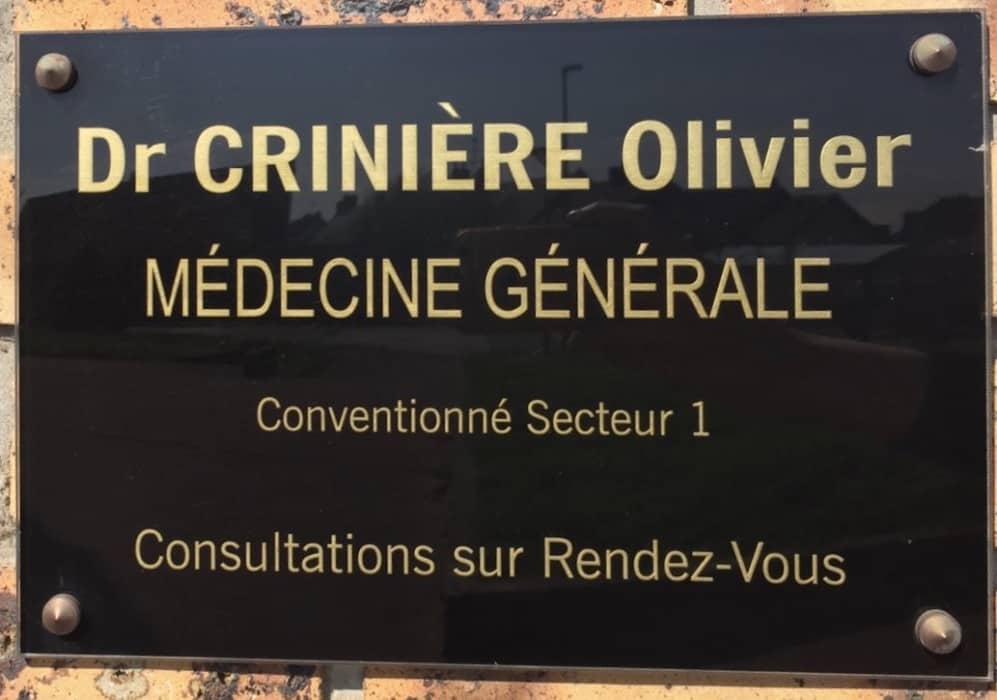 Dr CRINIÈRE Olivier
MÉDECINE GÉNÉRALE
Conventionné Secteur 1
Consultations sur Rendez-Vous